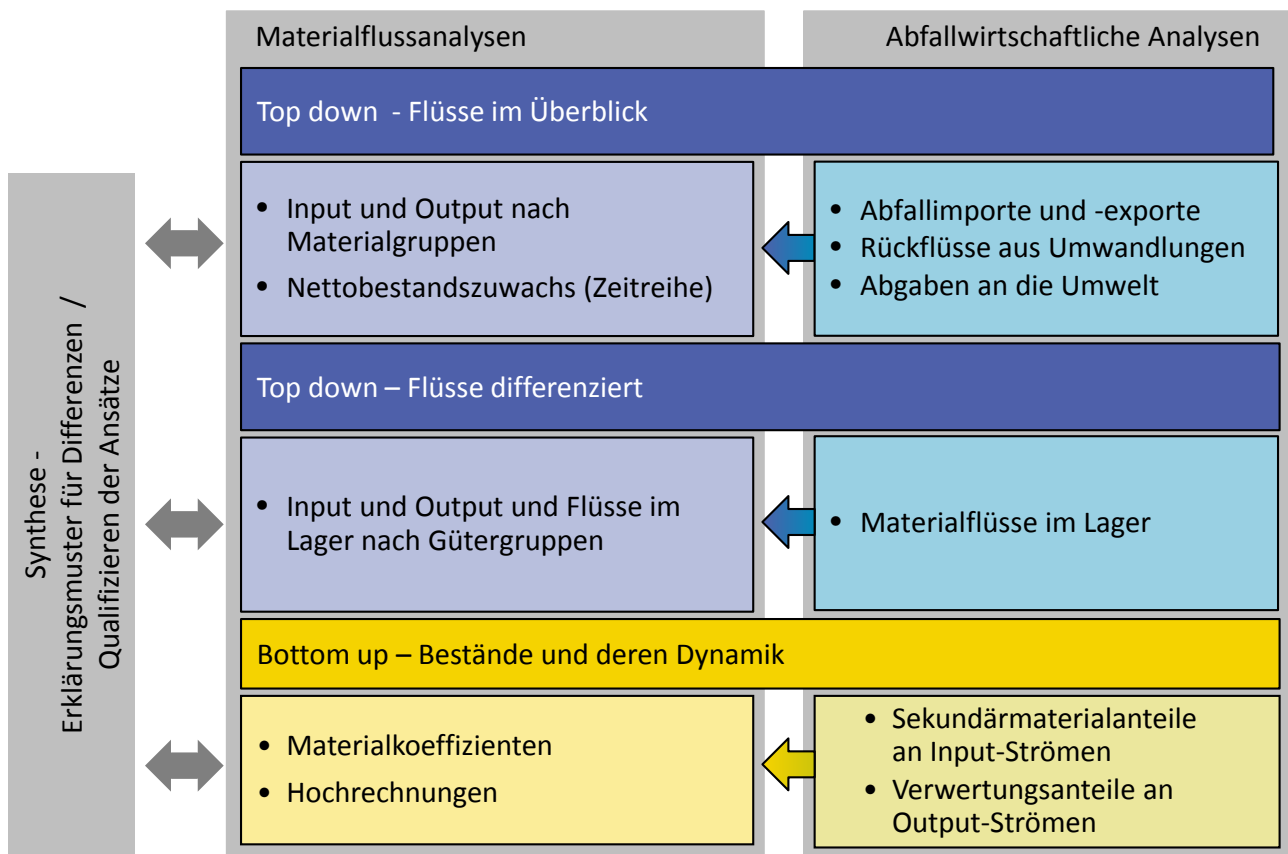 Materialflussanalysen
Abfallwirtschaftliche Analysen
Top down - Flüsse im Überblick
• Input und Output nach
Materialgruppen
• Nettobestandszuwachs (Zeitreihe)
• Abfallimporte und -exporte
• Rückflüsse aus Umwandlungen
• Abgaben an die Umwelt
Top down – Flüsse differenziert
• Input und Output und Flüsse im
Lager nach Gütergruppen
• Materialflüsse im Lager
Bottom up – Bestände und deren Dynamik
• Materialkoeffizienten
• Hochrechnungen
• Sekundärmaterialanteile
an Input-Strömen
• Verwertungsanteile an
Output-Strömen
Synthese -
Erklärungsmuster für Differenzen /
Qualifizieren der Ansätze